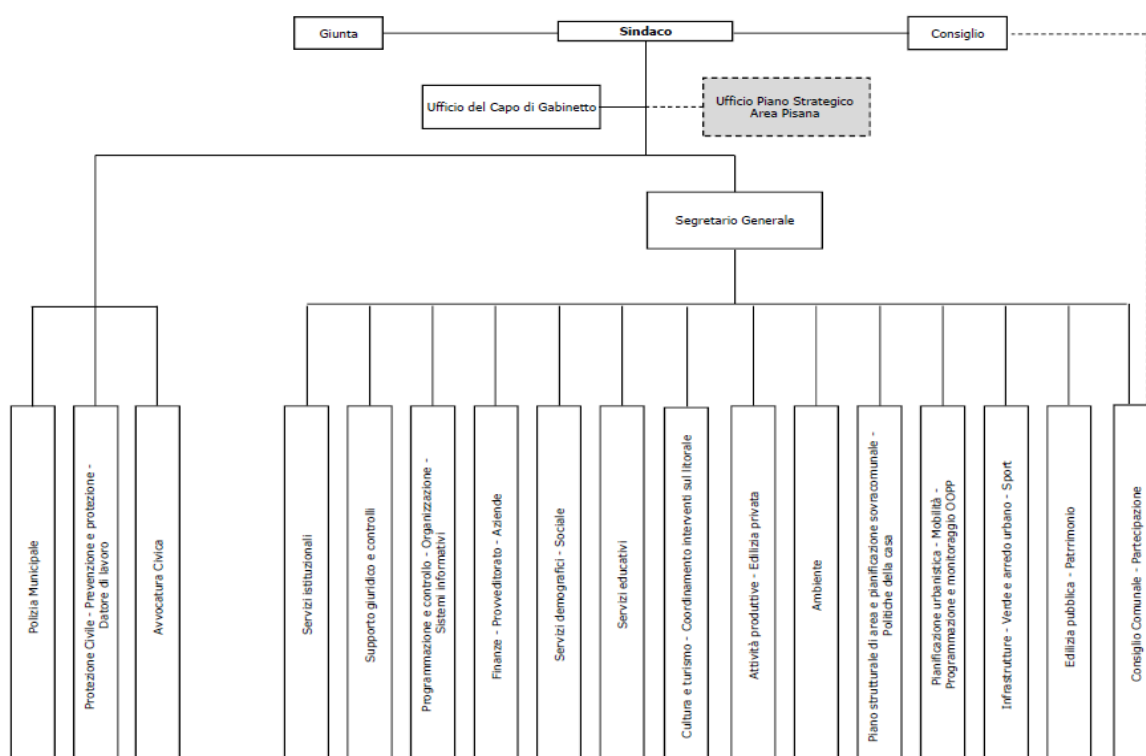 Giunta
Sindaco
Consiglio
Ufficio del Capo di Gabinetto
Ufficio Piano Strategico
Area Pisana
Segretario Generale
Polizia Municipale
Protezione Civile - Prevenzione e protezione -
Datore di lavoro
Avvocatura Civica
Servizi istituzionali
Supporto giuridico e controlli
Programmazione e controllo - Organizzazione -
Sistemi informativi
Finanze - Provveditorato - Aziende
Servizi demografici - Sociale
Servizi educativi
Cultura e turismo - Coordinamento interventi sul litorale
Attività produttive - Edilizia privata
Ambiente
Piano strutturale di area e pianificazione sovracomunale -
Politiche della casa
Pianificazione urbanistica - Mobilità -
Programmazione e monitoraggio OOPP
Infrastrutture - Verde e arredo urbano - Sport
Edilizia pubblica - Patrrimonio
Consiglio Comunale - Partecipazione